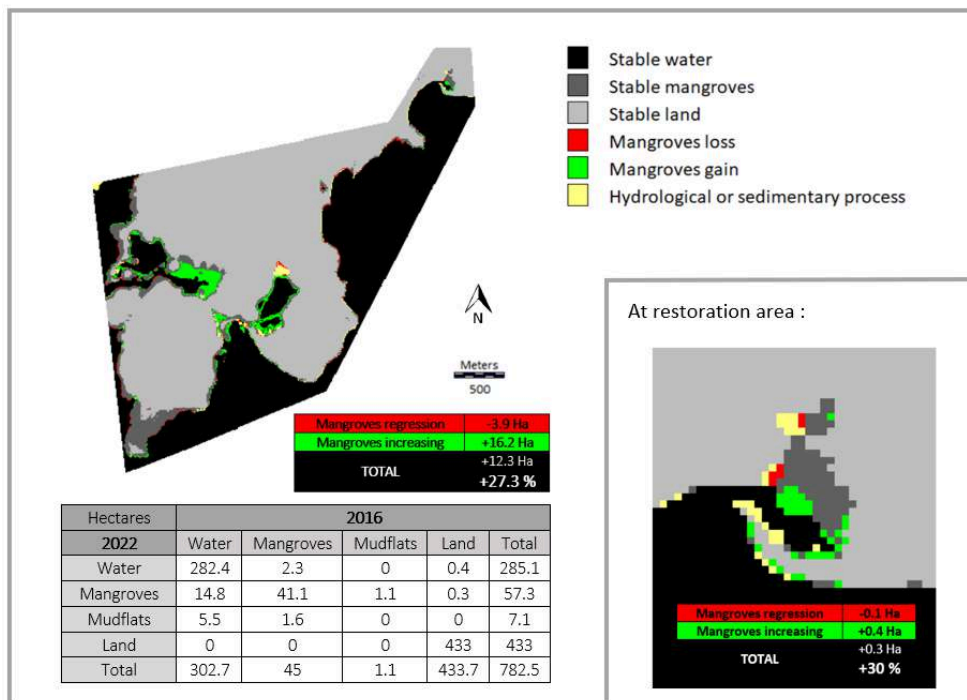 Stable water
Stable mangroves
Stable land
Mangroves loss
Mangroves gain
Hydrological or sedimentary process
N
Meters
500
Mangroves regression -3.9 Ha
Mangroves increasing +16.2 Ha
TOTAL +12.3 Ha
+27.3 %
Hectares 2016
2022 Water Mangroves Mudflats Land Total
Water 282.4 2.3 0 0.4 285.1
Mangroves 14.8 41.1 1.1 0.3 57.3
Mudflats 5.5 1.6 0 0 7.1
Land 0 0 0 433 433
Total 302.7 45 1.1 433.7 782.5
At restoration area :
Mangroves regression -0.1 Ha
Mangroves increasing +0.4 Ha
TOTAL +0.3 Ha
+30 %